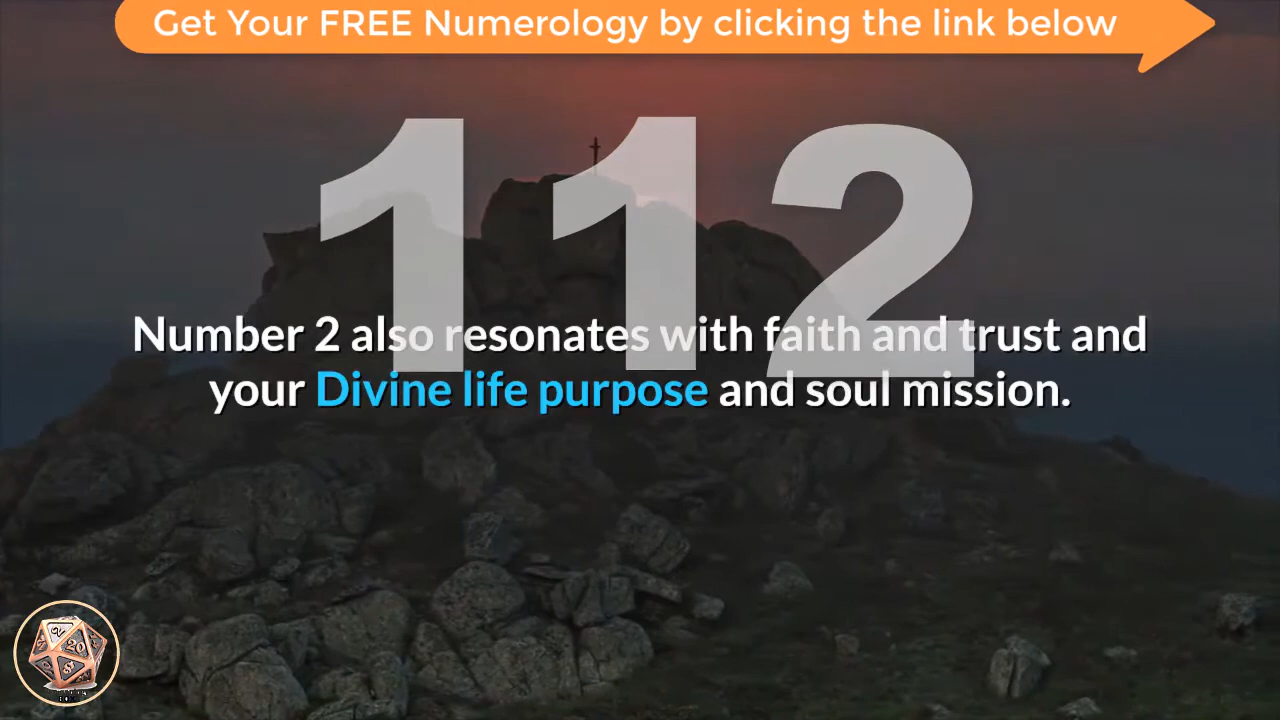 Get Your FREE Numerology by clicking the link below
112
Number 2 also resonates with faith and trust and
your Divine life purpose and soul mission.
20